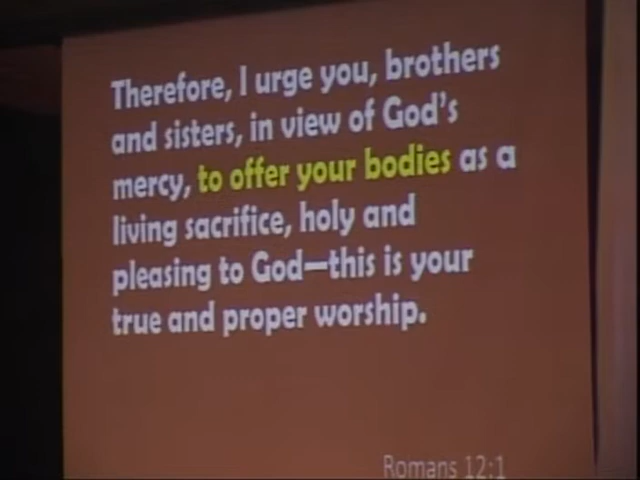 Therefore, I urge you, brothers
and sisters, in view of God's
mercy, to offer your bodies as a
living sacrifice, holy and
pleasing to God—this is your
true and proper worship.
Romans 12:1